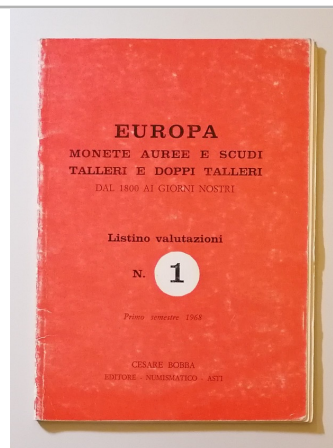 EUROPA
MONETE AUREE E SCUDI
TALLERI E DOPPI TALLERI
DAL 1800 AI GIORNI NOSTRI
Listino valutazioni
N. 1
Primo semestre 1968
CESARE BOBBA
EDITORE - NUMISMATICO - ASTI